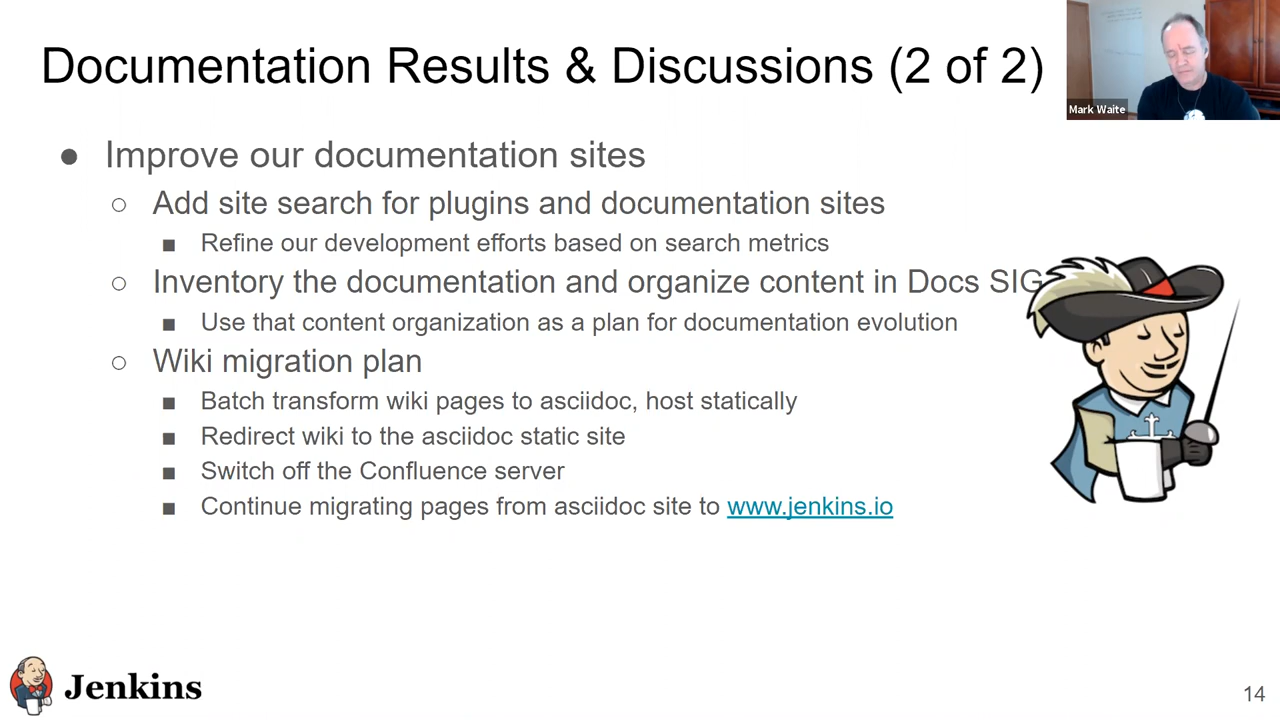 Documentation Results & Discussions (2 of 2)
Mark Waite
● Improve our documentation sites
○ Add site search for plugins and documentation sites
■ Refine our development efforts based on search metrics
○ Inventory the documentation and organize content in Docs SIG
■ Use that content organization as a plan for documentation evolution
○ Wiki migration plan
■ Batch transform wiki pages to asciidoc, host statically
■ Redirect wiki to the asciidoc static site
■ Switch off the Confluence server
■ Continue migrating pages from asciidoc site to www.jenkins.io
Jenkins
14